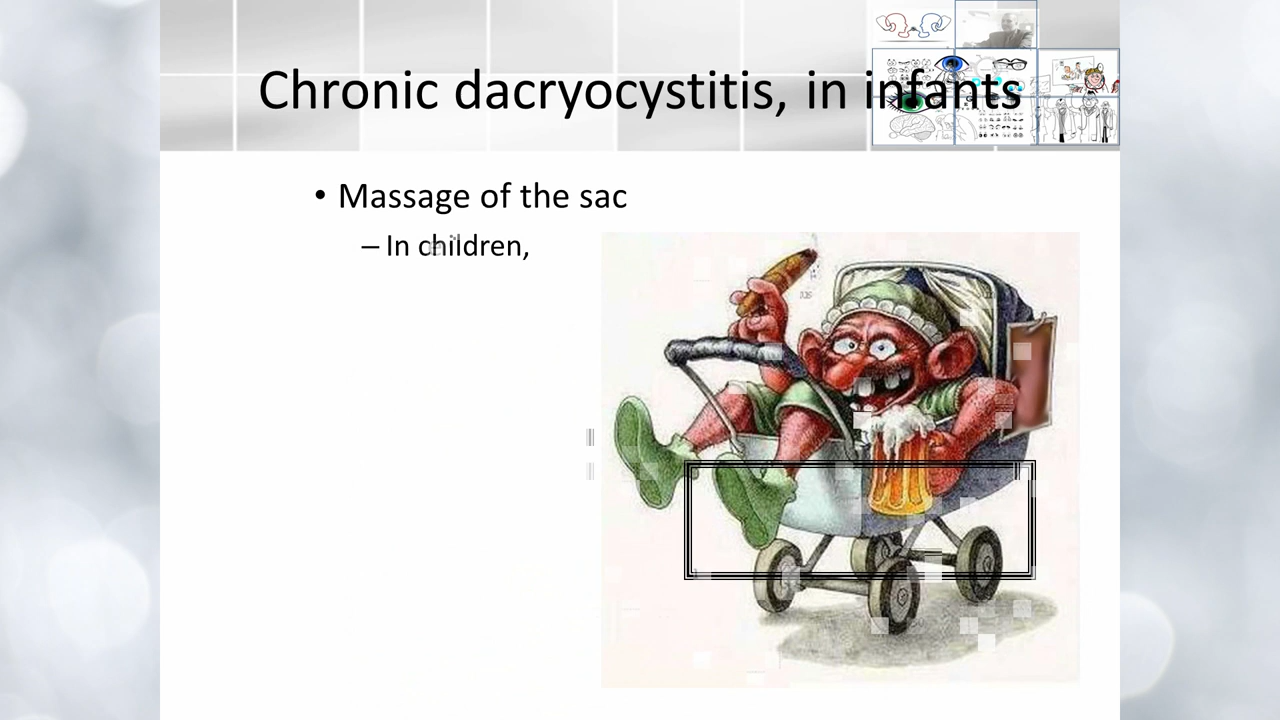 Chronic dacryocystitis, in infants
• Massage of the sac
– In children,